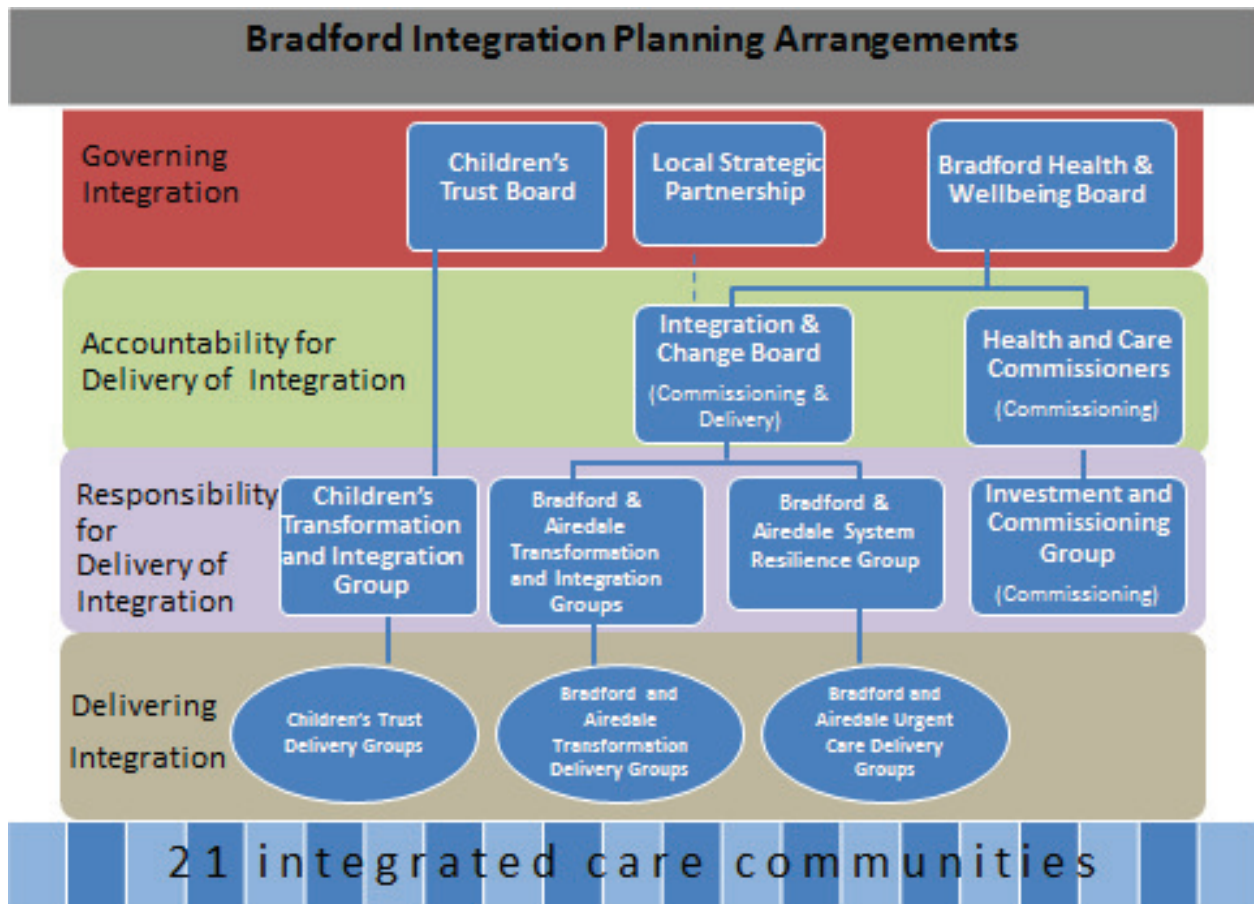 Bradford Integration Planning Arrangements
Governing
Integration
Children's
Trust Board
Local Strategic
Partnership
Bradford Health &
Wellbeing Board
Accountability for
Delivery of Integration
Integration &
Change Board
(Commissioning &
Delivery)
Health and Care
Commissioners
(Commissioning)
Responsibility
for
Delivery of
Integration
Children's
Transformation
and Integration
Group
Bradford &
Airedale
Transformation
and Integration
Groups
Bradford &
Airedale System
Resilience Group
Investment and
Commissioning
Group
(Commissioning)
Delivering
Integration
Children's Trust
Delivery Groups
Bradford and
Airedale
Transformation
Delivery Groups
Bradford and
Airedale Urgent
Care Delivery
Groups
21 integrated care communities